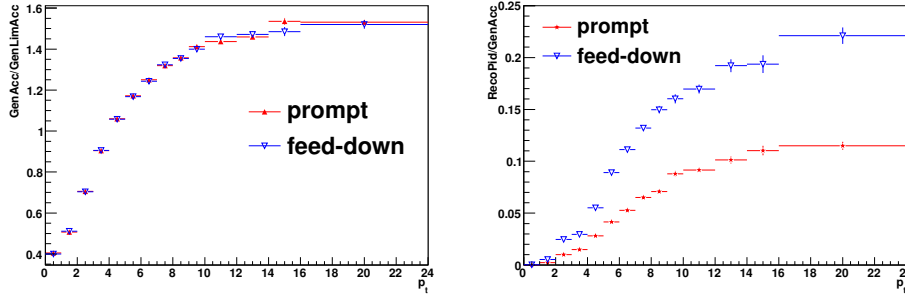 GenAcc/GenLimAcc
1.6
1.4
1.2
1
0.8
0.6
0.4
0 2 4 6 8 10 12 14 16 18 20 22 24
p_t
prompt
feed-down
RecoPid/GenAcc
0.25
0.2
0.15
0.1
0.05
0
0 2 4 6 8 10 12 14 16 18 20 22 24
p_t
prompt
feed-down